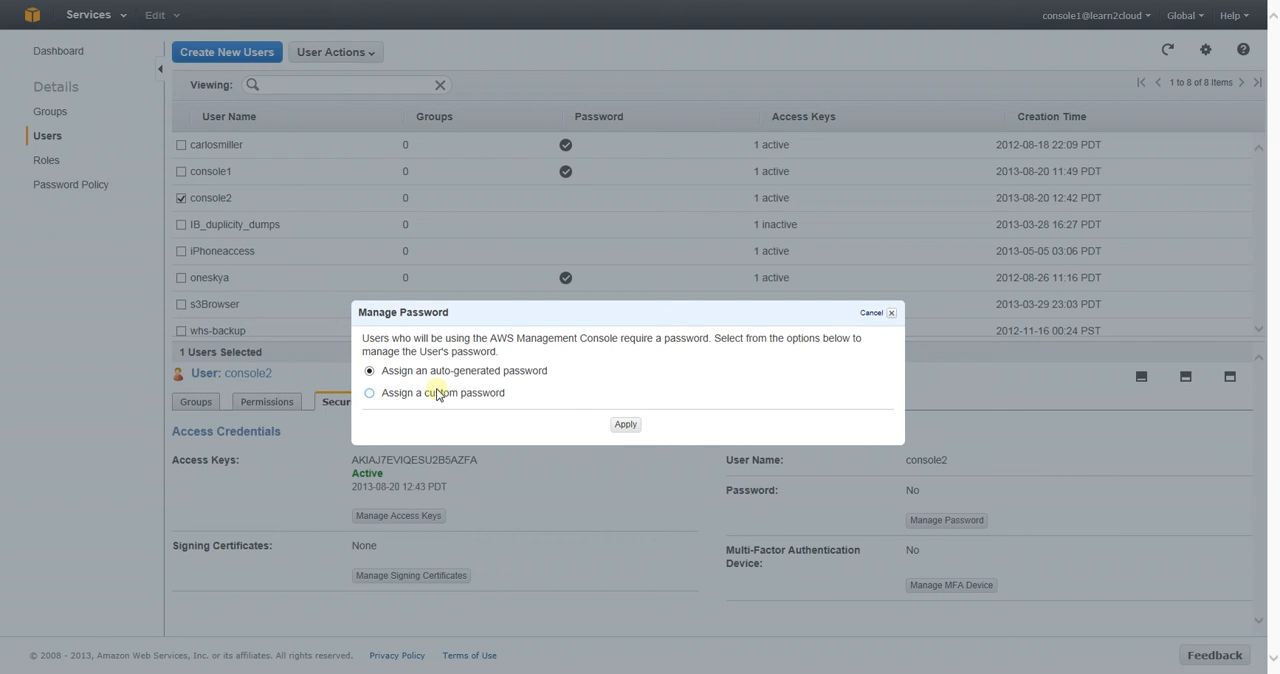 Services Edit console1@learn2cloud Global Help
Dashboard
Create New Users User Actions
Details
Viewing: 1 to 8 of 8 Items
Groups
User Name Groups Password Access Keys Creation Time
Users
carlosmiller 0 1 active 2012-08-18 22:09 PDT
Roles
console1 0 1 active 2013-08-20 11:49 PDT
Password Policy
console2 0 1 active 2013-08-20 12:42 PDT
IB_duplicity_dumps 0 1 inactive 2013-03-28 16:27 PDT
iPhoneaccess 0 1 active 2013-05-05 03:06 PDT
oneskya 0 1 active 2012-08-26 11:16 PDT
s3Browser 2013-03-29 23:03 PDT
whs-backup 2012-11-16 00:24 PST
Manage Password Cancel
Users who will be using the AWS Management Console require a password. Select from the options below to
manage the User's password.
Assign an auto-generated password
Assign a custom password
Apply
1 Users Selected
User: console2
Groups Permissions Secur
Access Credentials
Access Keys: AKIAJ7EVIQESU2B5AZFA
Active
2013-08-20 12:43 PDT
Manage Access Keys
Signing Certificates: None
Manage Signing Certificates
User Name: console2
Password: No
Manage Password
Multi-Factor Authentication No
Device:
Manage MFA Device
© 2008 - 2013, Amazon Web Services, Inc. or its affiliates. All rights reserved. Privacy Policy Terms of Use Feedback